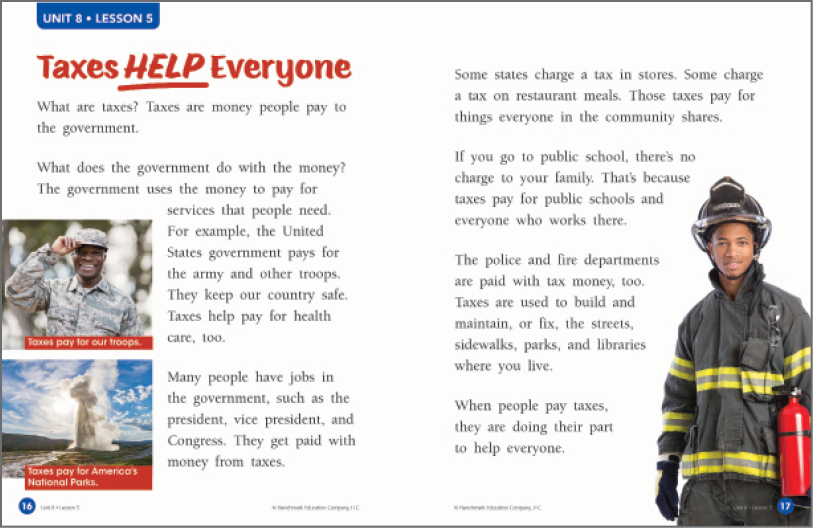 UNIT 8 • LESSON 5
Taxes HELP Everyone
What are taxes? Taxes are money people pay to
the government.
What does the government do with the money?
The government uses the money to pay for
services that people need.
For example, the United
States government pays for
the army and other troops.
They keep our country safe.
Taxes help pay for health
care, too.
Taxes pay for our troops.
Many people have jobs in
the government, such as the
president, vice president, and
Congress. They get paid with
money from taxes.
Taxes pay for America's
National Parks.
16 Unit 8 • Lesson 5
© Benchmark Education Company, LLC
Some states charge a tax in stores. Some charge
a tax on restaurant meals. Those taxes pay for
things everyone in the community shares.
If you go to public school, there's no
charge to your family. That's because
taxes pay for public schools and
everyone who works there.
The police and fire departments
are paid with tax money, too.
Taxes are used to build and
maintain, or fix, the streets,
sidewalks, parks, and libraries
where you live.
When people pay taxes,
they are doing their part
to help everyone.
© Benchmark Education Company, LLC
Unit 8 • Lesson 5 17